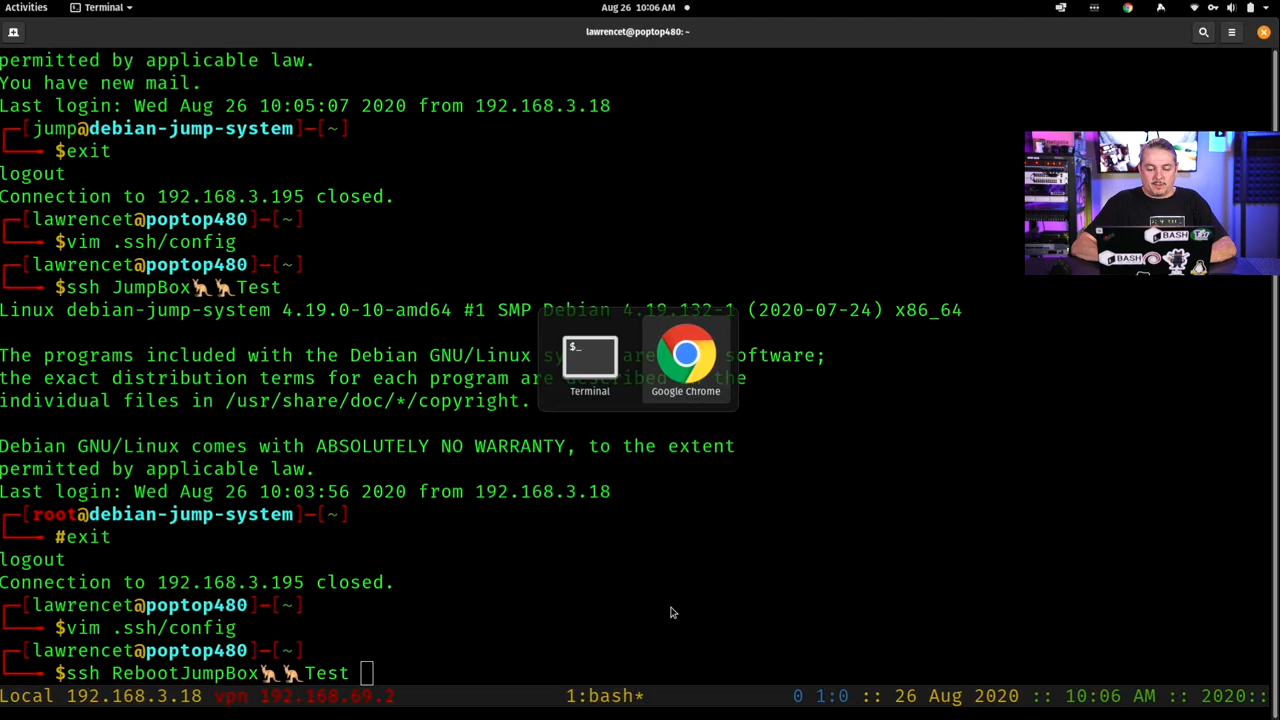 Activities Terminal Aug 26 10:06 AM
lawrencet@poptop480: ~
permitted by applicable law.
You have new mail.
Last login: Wed Aug 26 10:05:07 2020 from 192.168.3.18
[jump@debian-jump-system]-[~]
$exit
logout
Connection to 192.168.3.195 closed.
[lawrencet@poptop480]-[~]
$vim .ssh/config
[lawrencet@poptop480]-[~]
$ssh JumpBox🦘🦘Test
Linux debian-jump-system 4.19.0-10-amd64 #1 SMP Debian 4.19.132-1 (2020-07-24) x86_64
The programs included with the Debian GNU/Linux system are free software;
the exact distribution terms for each program are described in the
individual files in /usr/share/doc/*/copyright.
$_
Terminal
Google Chrome
Debian GNU/Linux comes with ABSOLUTELY NO WARRANTY, to the extent
permitted by applicable law.
Last login: Wed Aug 26 10:03:56 2020 from 192.168.3.18
[root@debian-jump-system]-[~]
#exit
logout
Connection to 192.168.3.195 closed.
[lawrencet@poptop480]-[~]
$vim .ssh/config
[lawrencet@poptop480]-[~]
$ssh RebootJumpBox🦘🦘Test
Local 192.168.3.18 vpn 192.168.69.2 1:bash* 0 1:0 :: 26 Aug 2020 :: 10:06 AM :: 2020::
BASH
BASH